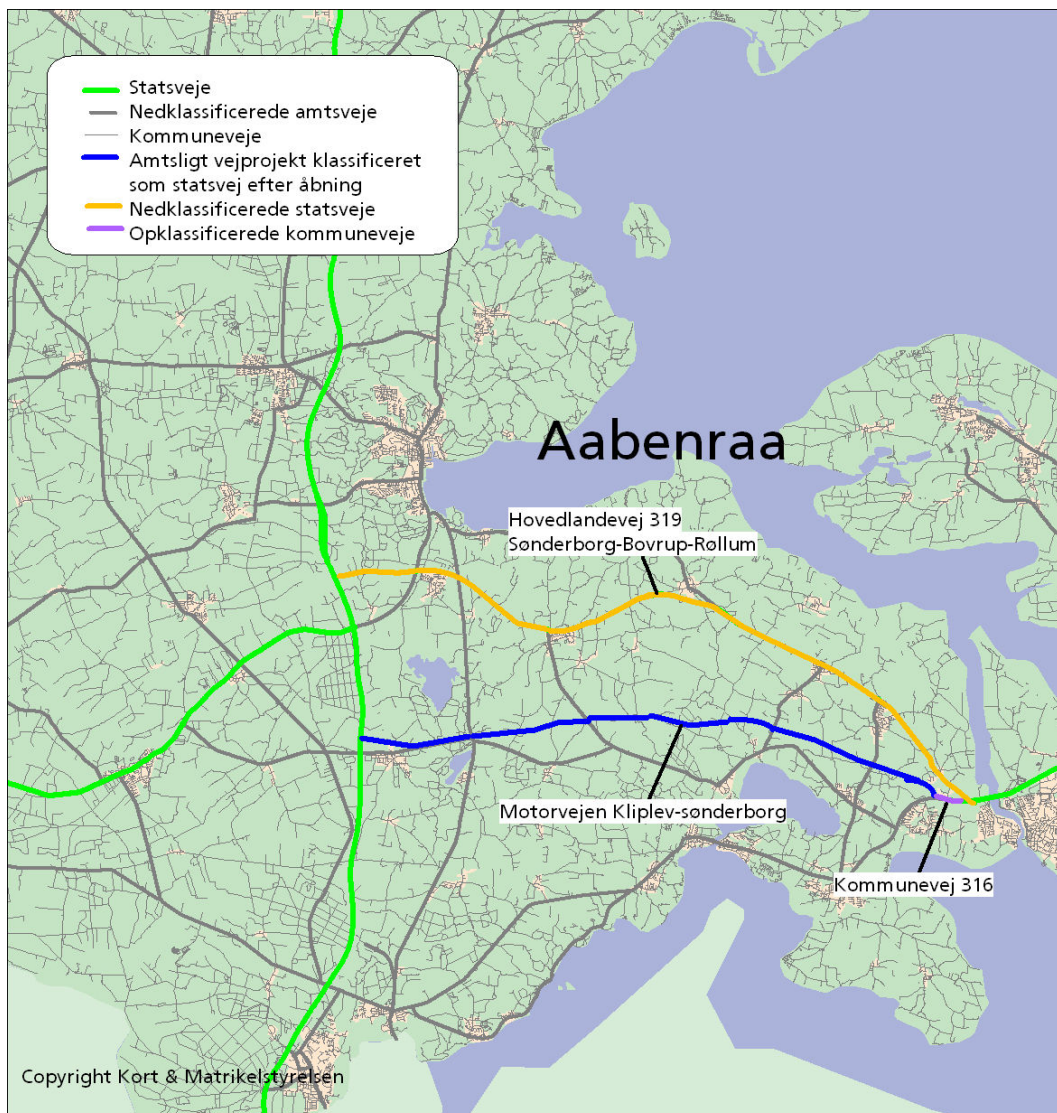 Statsveje
Nedklassificerede amtsveje
Kommuneveje
Amtsligt vejprojekt klassificeret
som statsvej efter åbning
Nedklassificerede statsveje
Opklassificerede kommuneveje
Aabenraa
Hovedlandevej 319
Sønderborg-Bovrup-Røllum
Motorvejen Kliplev-sønderborg
Kommunevej 316
Copyright Kort & Matrikelstyrelsen